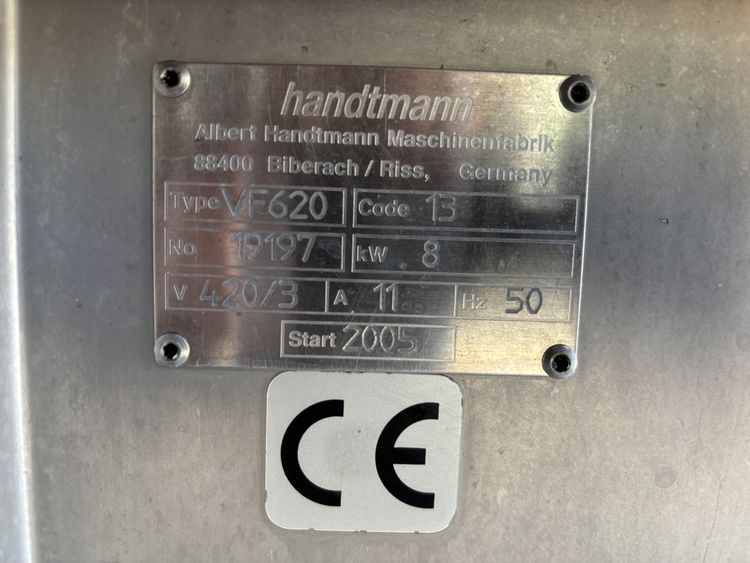 handtmann
Albert Handtmann Maschinenfabrik
88400 Biberach / Riss, Germany
Type VF620 Code 13
No 19197 kW 8
V 420/3 A 11 Hz 50
Start 2005
CE